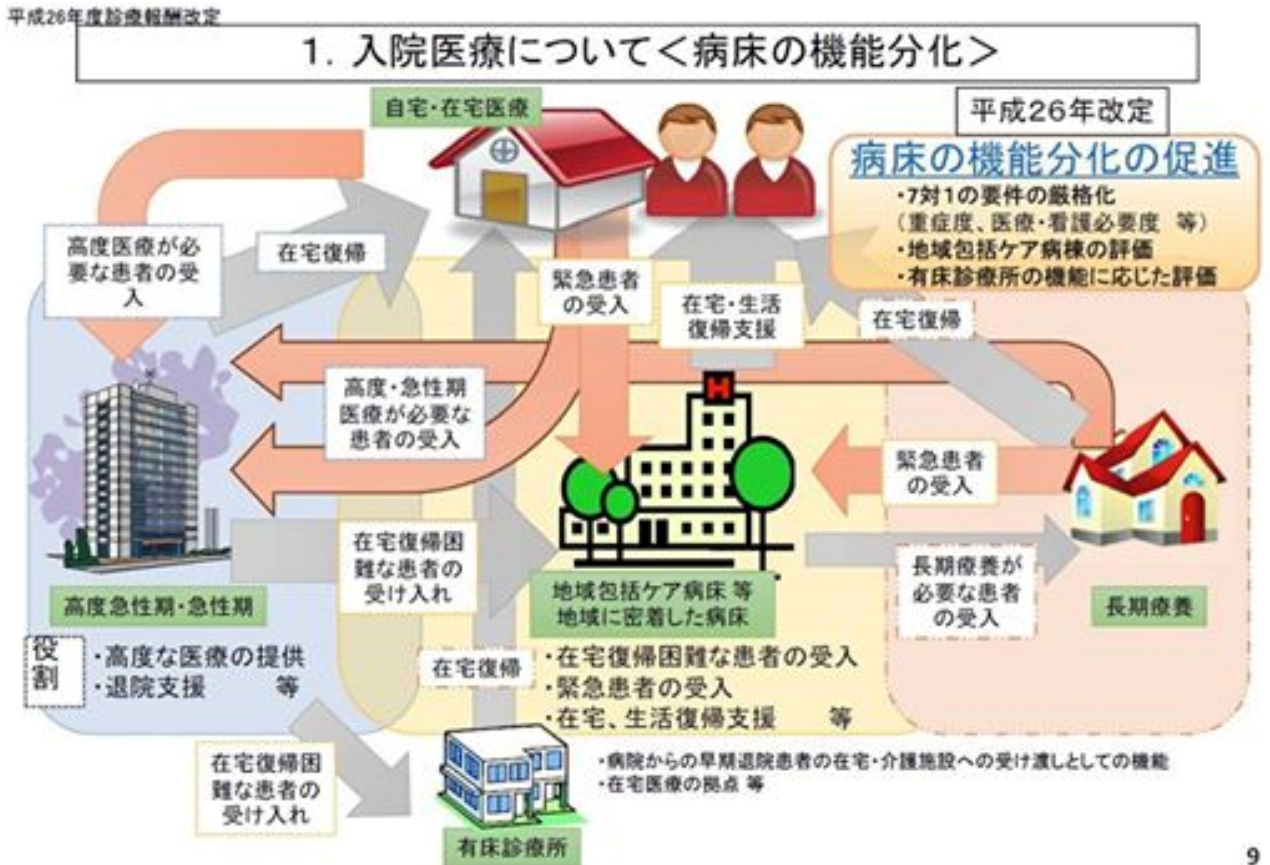 平成26年度診療報酬改定
1．入院医療について＜病床の機能分化＞
自宅・在宅医療
平成26年改定
病床の機能分化の促進
・7対1の要件の厳格化
（重症度、医療・看護必要度 等）
・地域包括ケア病棟の評価
・有床診療所の機能に応じた評価
高度医療が必
要な患者の受
入
在宅復帰
緊急患者
の受入
在宅・生活
復帰支援
在宅復帰
高度・急性期
医療が必要な
患者の受入
H
緊急患者
の受入
在宅復帰困
難な患者の
受け入れ
地域包括ケア病床 等
地域に密着した病床
長期療養が
必要な患者
の受入
高度急性期・急性期
長期療養
役
割
・高度な医療の提供
・退院支援 等
在宅復帰
・在宅復帰困難な患者の受入
・緊急患者の受入
・在宅、生活復帰支援 等
在宅復帰困
難な患者の
受け入れ
・病院からの早期退院患者の在宅・介護施設への受け渡しとしての機能
・在宅医療の拠点 等
有床診療所
9